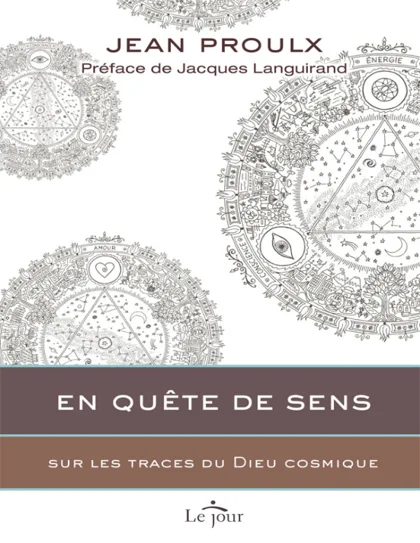 JEAN PROULX
Préface de Jacques Languirand
ÉNERGIE
CONSCIENCE
AMOUR
EN QUÊTE DE SENS
SUR LES TRACES DU DIEU COSMIQUE
Le jour